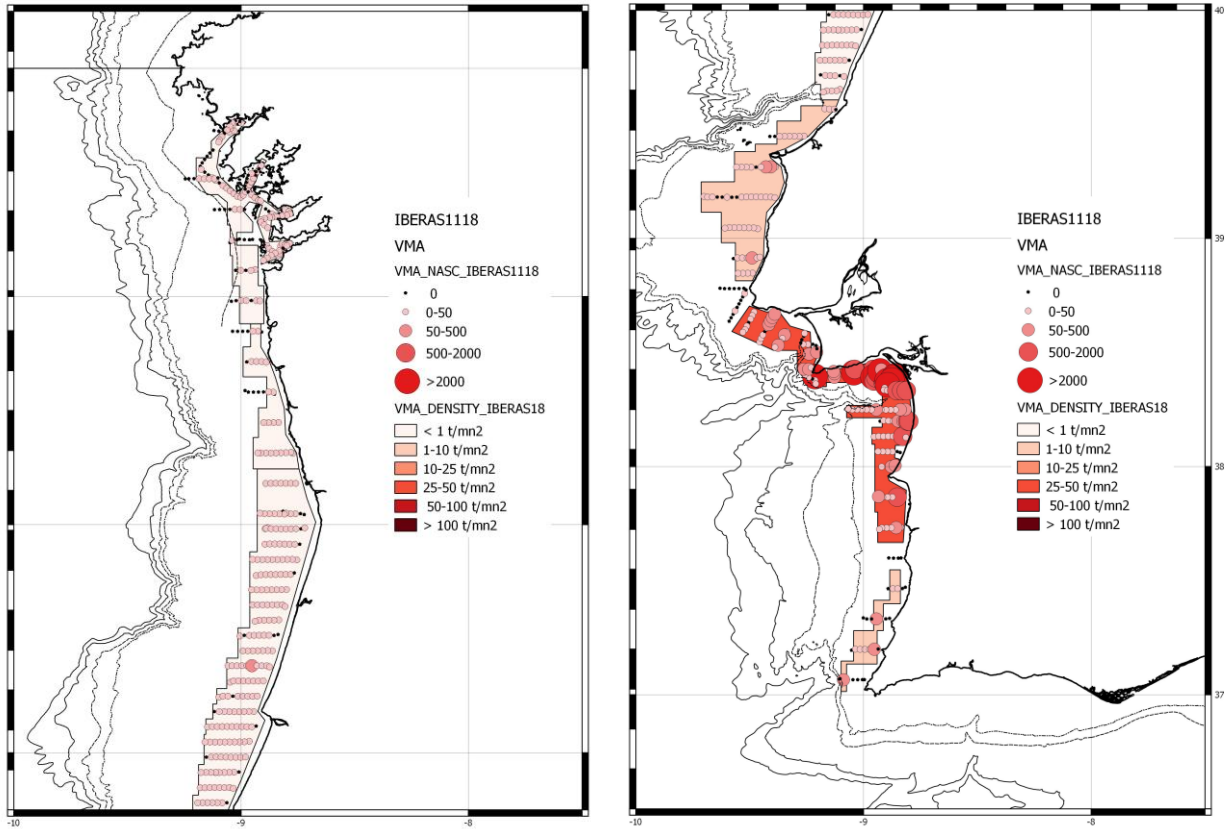 IBERAS1118
VMA
VMA_NASC_IBERAS1118
0
0-50
50-500
500-2000
>2000
VMA_DENSITY_IBERAS18
< 1 t/mn2
1-10 t/mn2
10-25 t/mn2
25-50 t/mn2
50-100 t/mn2
> 100 t/mn2
-10
-9
-8
40
IBERAS1118
VMA
VMA_NASC_IBERAS1118
0
0-50
50-500
500-2000
>2000
VMA_DENSITY_IBERAS18
< 1 t/mn2
1-10 t/mn2
10-25 t/mn2
25-50 t/mn2
50-100 t/mn2
> 100 t/mn2
39
38
37
-10
-9
-8